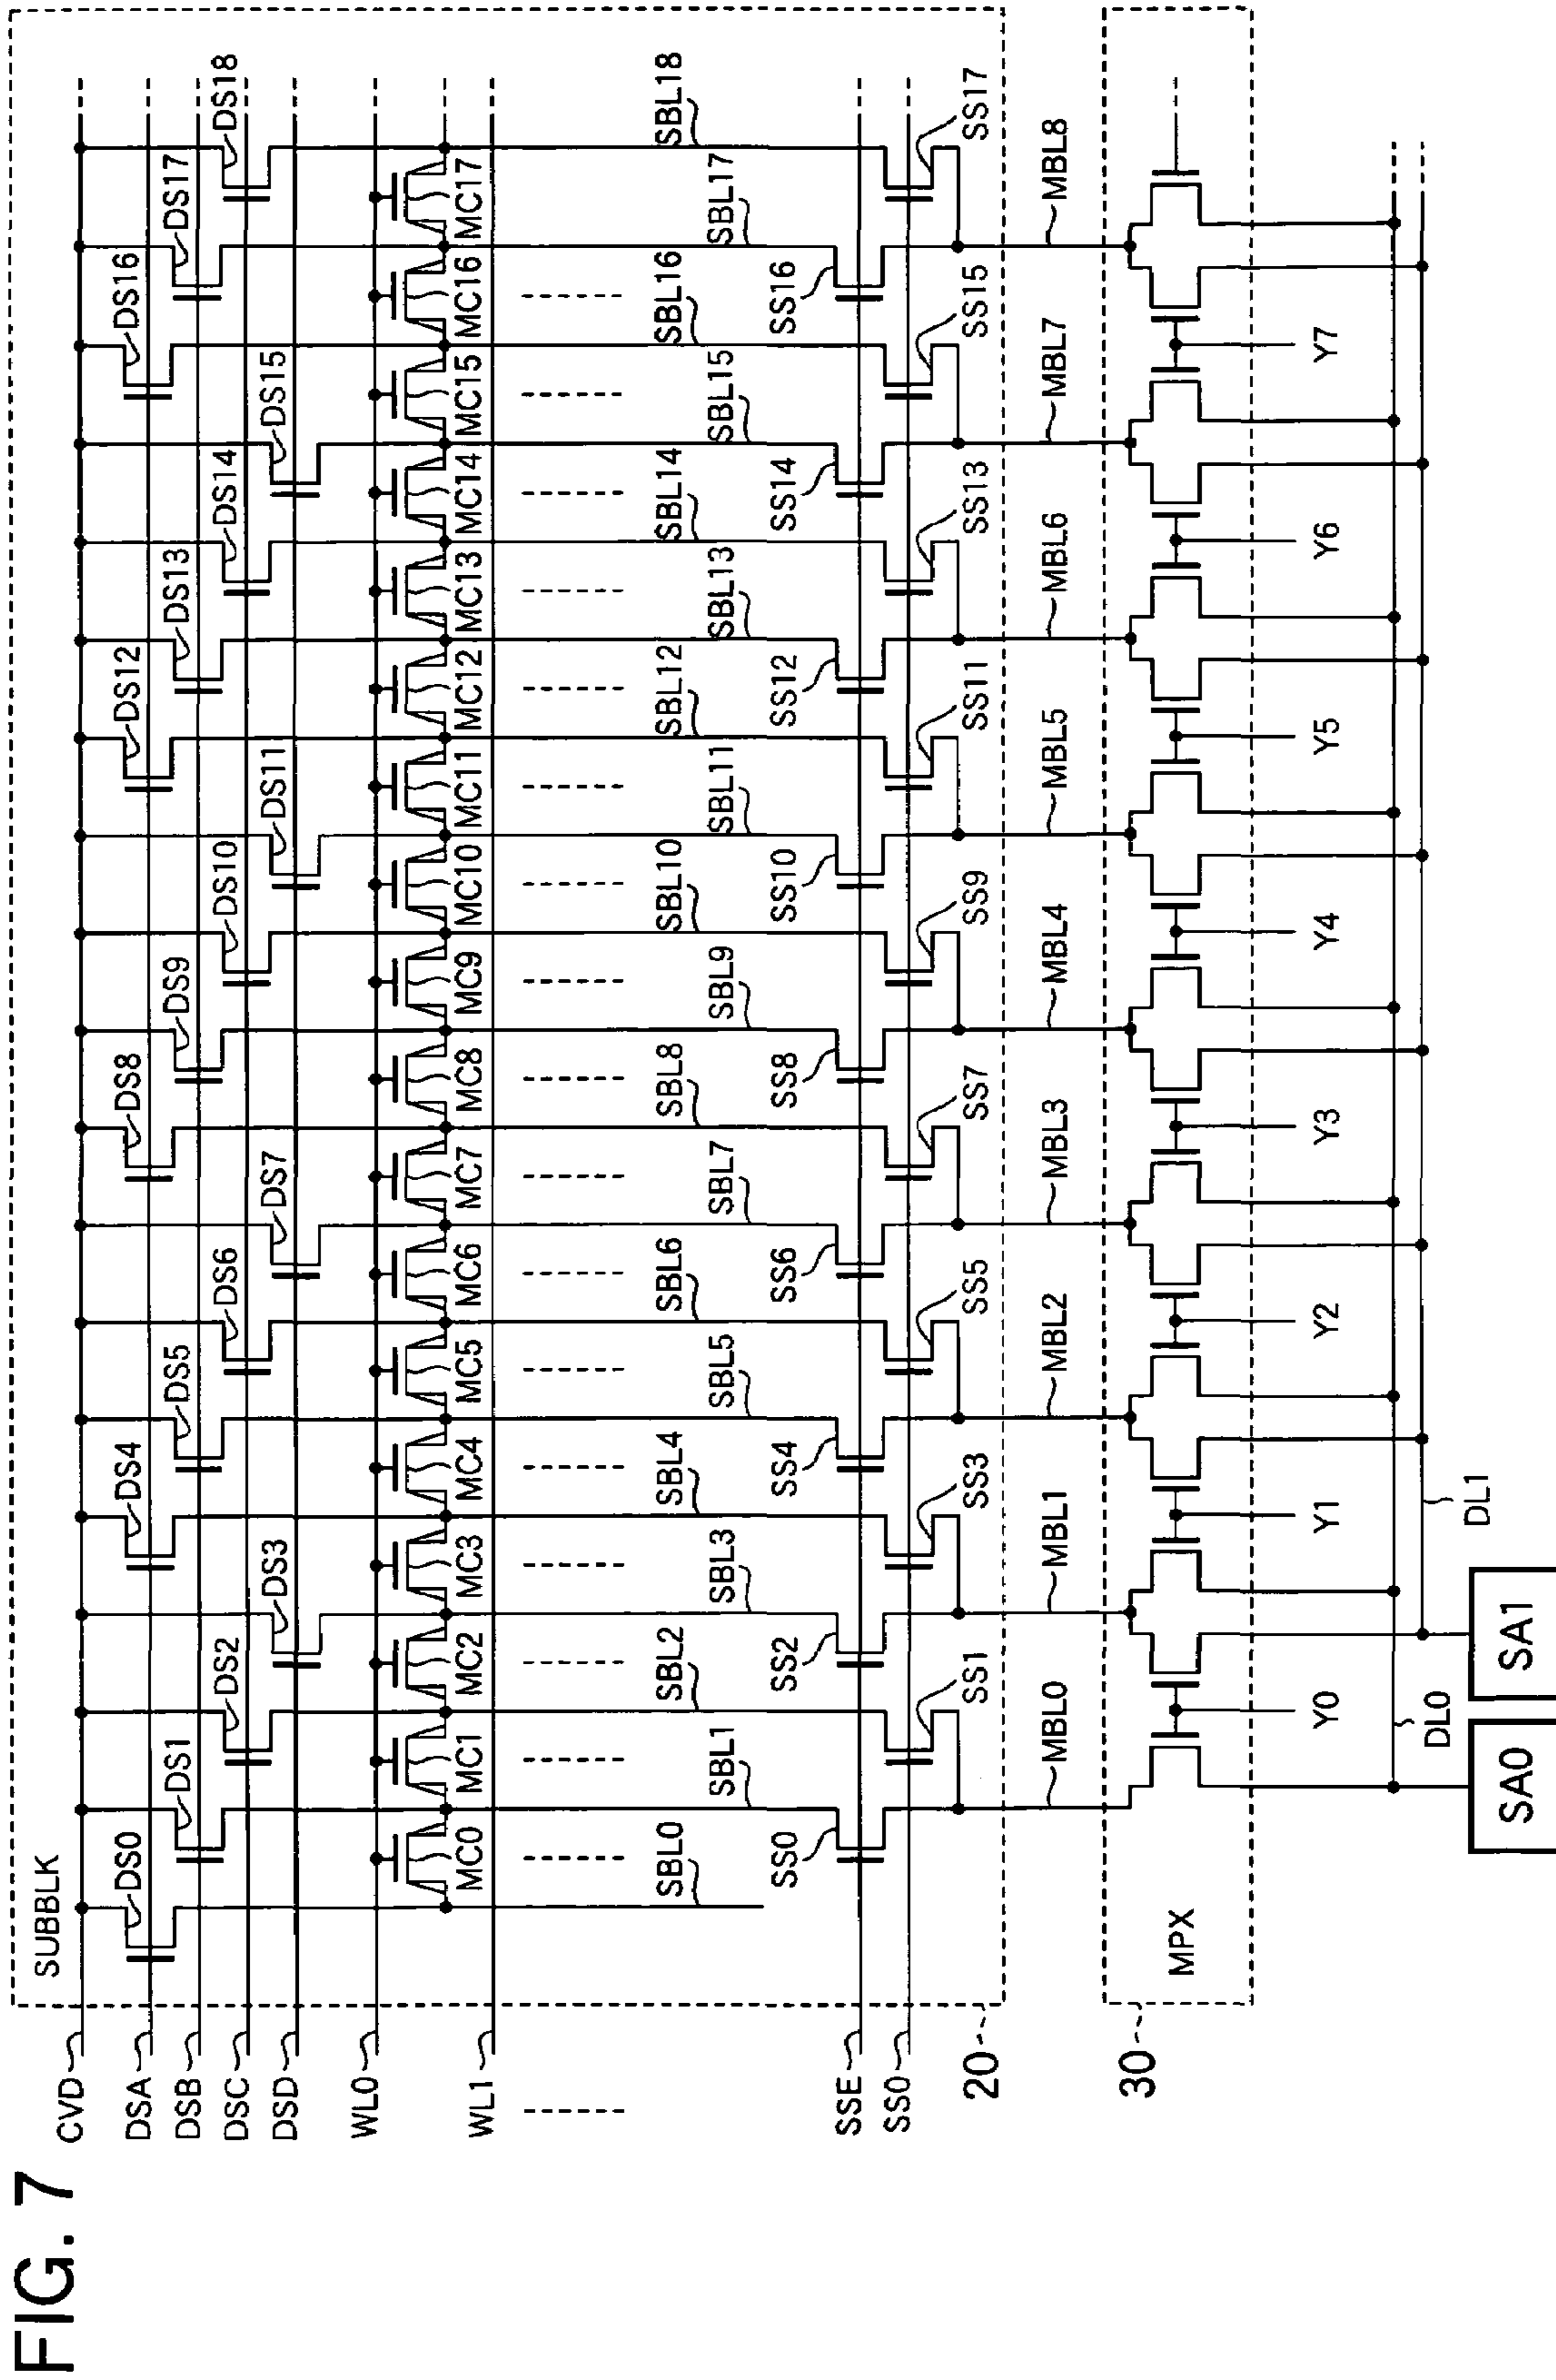 FIG. 7
SUBBLK
CVD
DSA
DSB
DSC
DSD
WL0
WL1
SSE
SS0
20
30
DS0 DS4 DS8 DS12 DS16
DS1 DS5 DS9 DS13 DS17
DS2 DS6 DS10 DS14 DS18
DS3 DS7 DS11 DS15
MC0 MC1 MC2 MC3 MC4 MC5 MC6 MC7 MC8 MC9 MC10 MC11 MC12 MC13 MC14 MC15 MC16 MC17
SBL0 SBL2 SBL4 SBL6 SBL8 SBL10 SBL12 SBL14 SBL16 SBL18
SBL1 SBL3 SBL5 SBL7 SBL9 SBL11 SBL13 SBL15 SBL17
SS0 SS2 SS4 SS6 SS8 SS10 SS12 SS14 SS16
SS1 SS3 SS5 SS7 SS9 SS11 SS13 SS15 SS17
MBL0 MBL1 MBL2 MBL3 MBL4 MBL5 MBL6 MBL7 MBL8
MPX
Y0 Y1 Y2 Y3 Y4 Y5 Y6 Y7
DL0
DL1
SA0 SA1